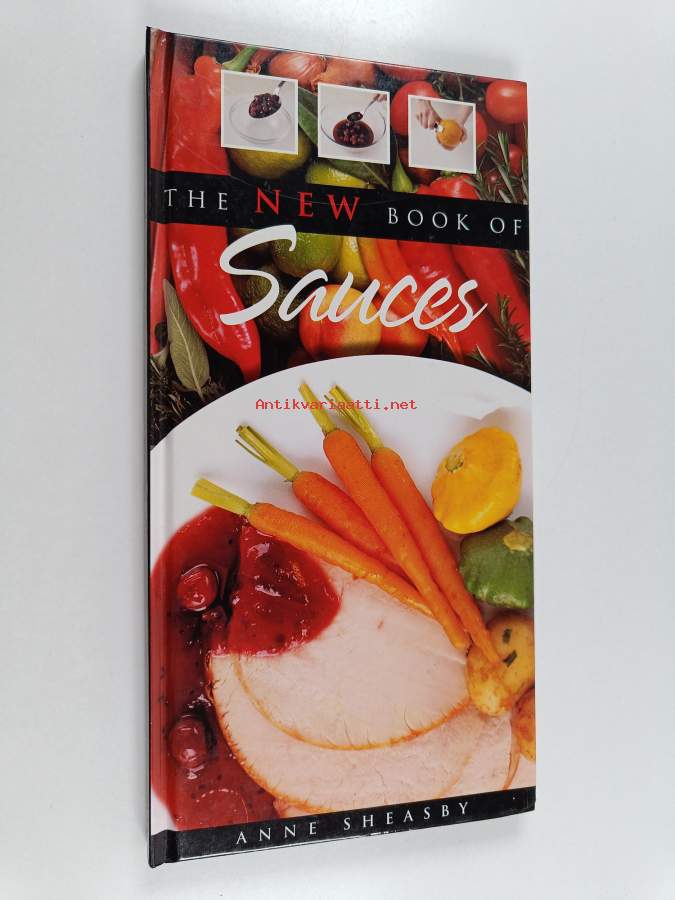 THE NEW BOOK OF
Sauces
Antikvariaatti.net
ANNE SHEASBY